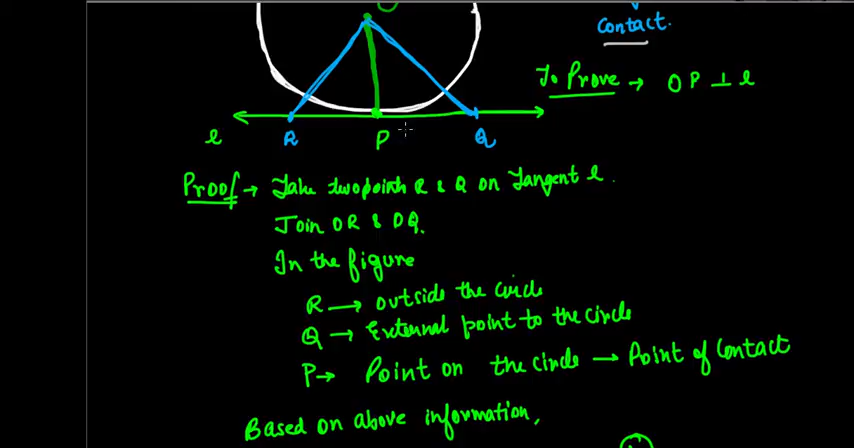 O
Contact.
To Prove → OP ⊥ l
l
R
P
Q
Proof → Take two points R & Q on Tangent l.
Join OR & OQ.
In the figure
R → outside the circle
Q → External point to the circle
P → Point on the circle → Point of Contact
Based on above information,